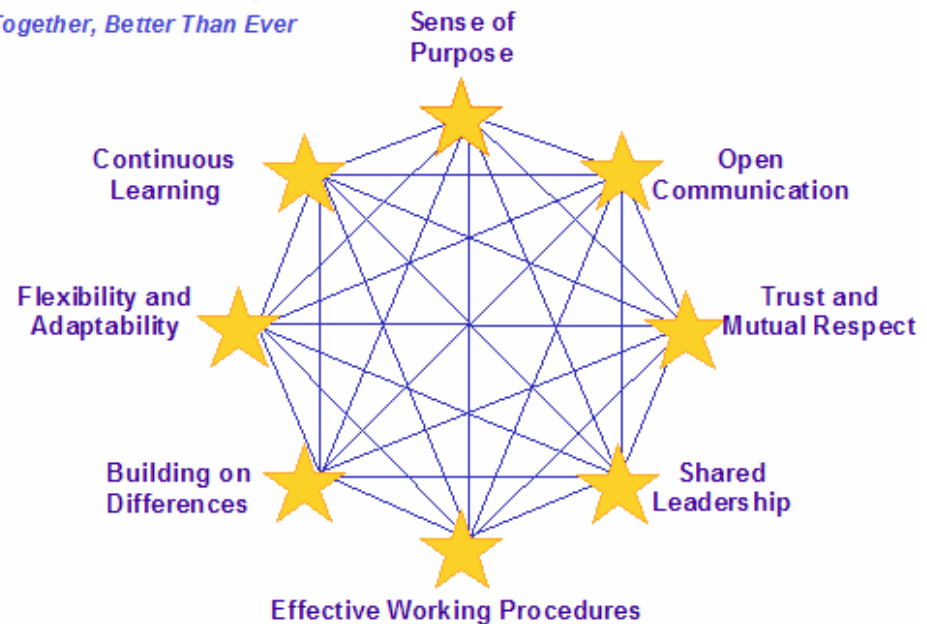 Together, Better Than Ever
Sense of
Purpose
Continuous
Learning
Open
Communication
Flexibility and
Adaptability
Trust and
Mutual Respect
Building on
Differences
Shared
Leadership
Effective Working Procedures